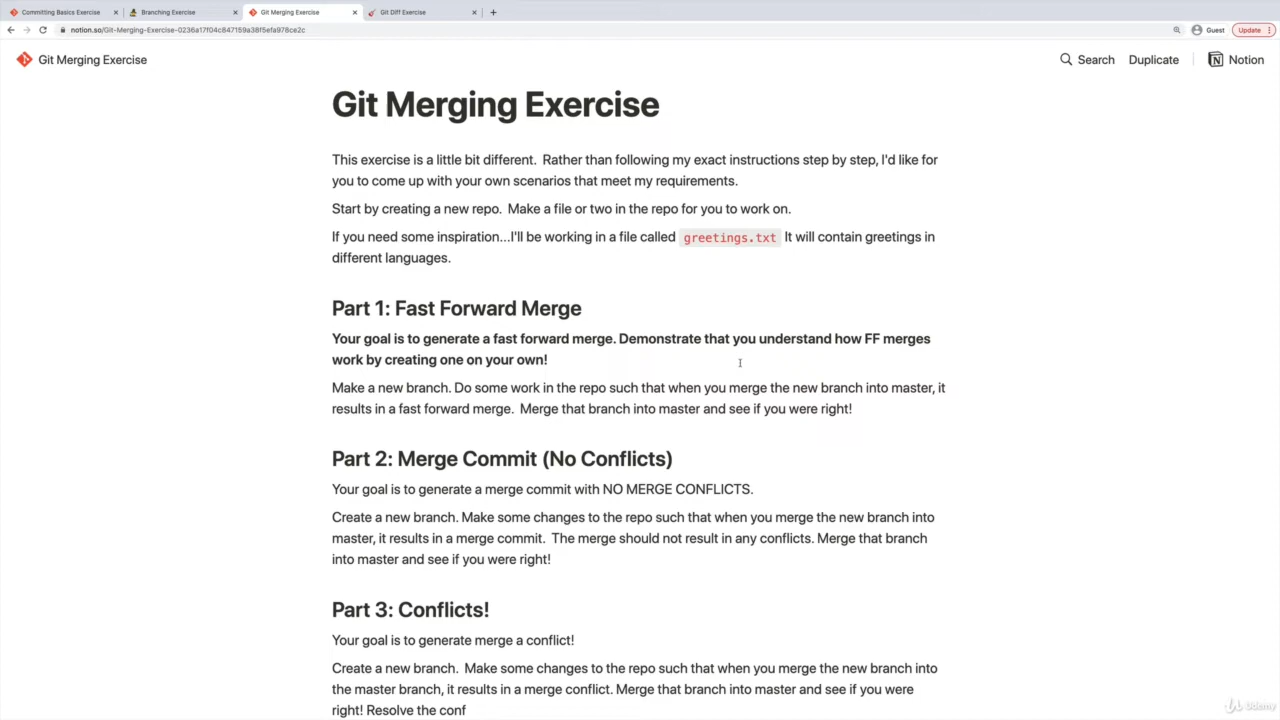 Committing Basics Exercise
Branching Exercise
Git Merging Exercise
Git Diff Exercise
notion.so/Git-Merging-Exercise-0236a17f04c847159a38f5efa978ce2c
Guest
Update
Git Merging Exercise
Search
Duplicate
Notion
Git Merging Exercise
This exercise is a little bit different. Rather than following my exact instructions step by step, I'd like for
you to come up with your own scenarios that meet my requirements.
Start by creating a new repo. Make a file or two in the repo for you to work on.
If you need some inspiration...I'll be working in a file called greetings.txt It will contain greetings in
different languages.
Part 1: Fast Forward Merge
Your goal is to generate a fast forward merge. Demonstrate that you understand how FF merges
work by creating one on your own!
Make a new branch. Do some work in the repo such that when you merge the new branch into master, it
results in a fast forward merge. Merge that branch into master and see if you were right!
Part 2: Merge Commit (No Conflicts)
Your goal is to generate a merge commit with NO MERGE CONFLICTS.
Create a new branch. Make some changes to the repo such that when you merge the new branch into
master, it results in a merge commit. The merge should not result in any conflicts. Merge that branch
into master and see if you were right!
Part 3: Conflicts!
Your goal is to generate merge a conflict!
Create a new branch. Make some changes to the repo such that when you merge the new branch into
the master branch, it results in a merge conflict. Merge that branch into master and see if you were
right! Resolve the conf
Udemy